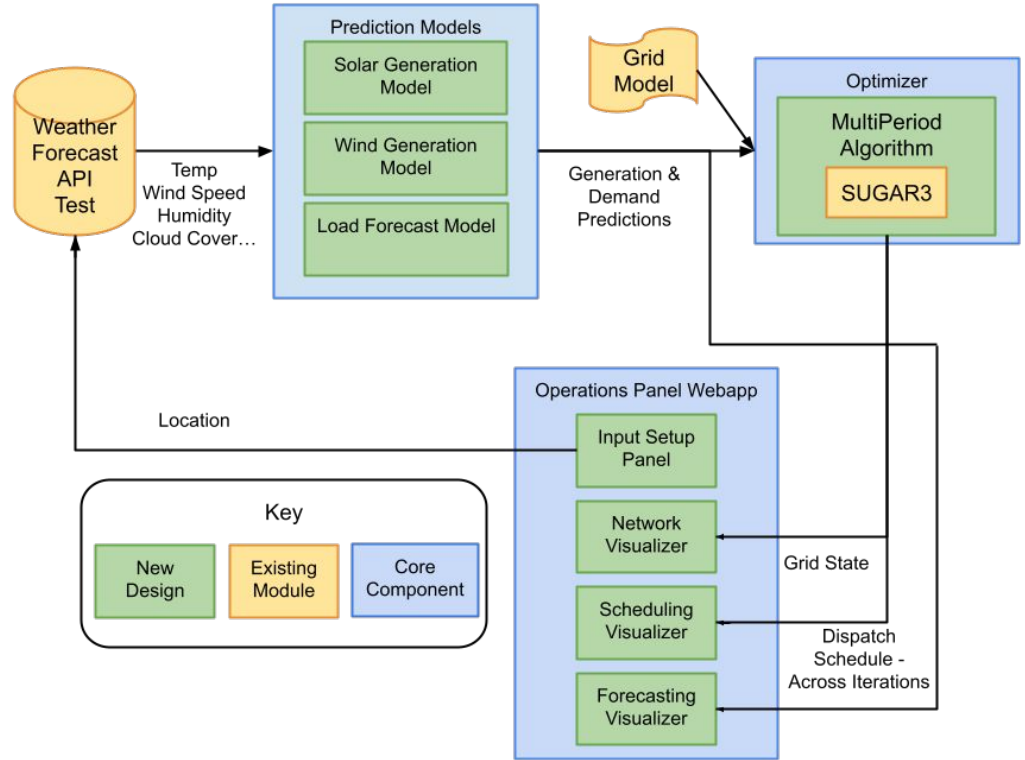 Prediction Models
Solar Generation
Model
Wind Generation
Model
Load Forecast Model
Weather
Forecast
API
Test
Temp
Wind Speed
Humidity
Cloud Cover…
Grid
Model
Generation &
Demand
Predictions
Optimizer
MultiPeriod
Algorithm
SUGAR3
Location
Operations Panel Webapp
Input Setup
Panel
Network
Visualizer
Scheduling
Visualizer
Forecasting
Visualizer
Grid State
Dispatch
Schedule -
Across Iterations
Key
New
Design
Existing
Module
Core
Component